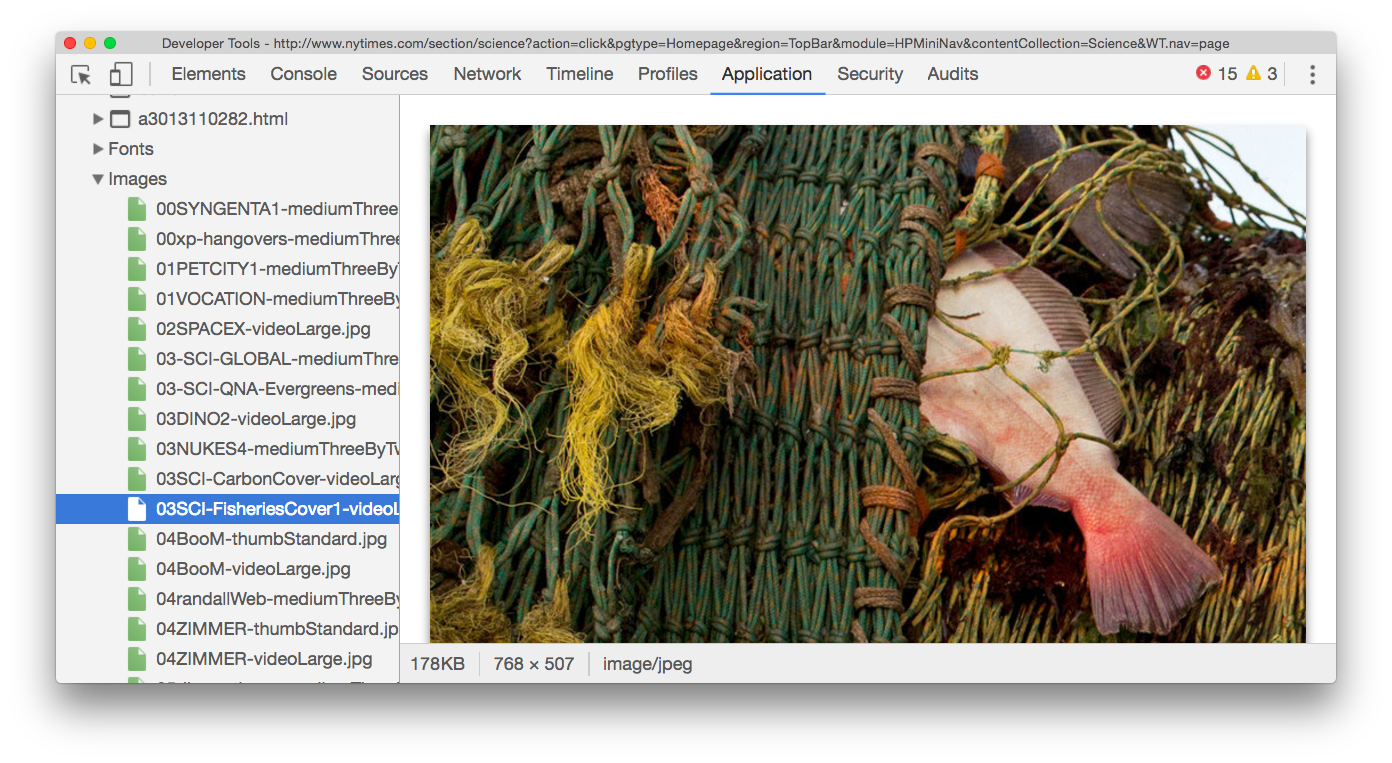 Developer Tools - http://www.nytimes.com/section/science?action=click&pgtype=Homepage&region=TopBar&module=HPMiniNav&contentCollection=Science&WT.nav=page
Elements Console Sources Network Timeline Profiles Application Security Audits 15 3
a3013110282.html
Fonts
Images
00SYNGENTA1-mediumThree
00xp-hangovers-mediumThree
01PETCITY1-mediumThreeByT
01VOCATION-mediumThreeBy
02SPACEX-videoLarge.jpg
03-SCI-GLOBAL-mediumThre
03-SCI-QNA-Evergreens-medi
03DINO2-videoLarge.jpg
03NUKES4-mediumThreeByTw
03SCI-CarbonCover-videoLarg
03SCI-FisheriesCover1-videoL
04BooM-thumbStandard.jpg
04BooM-videoLarge.jpg
04randallWeb-mediumThreeBy
04ZIMMER-thumbStandard.jp
04ZIMMER-videoLarge.jpg
178KB 768 × 507 image/jpeg